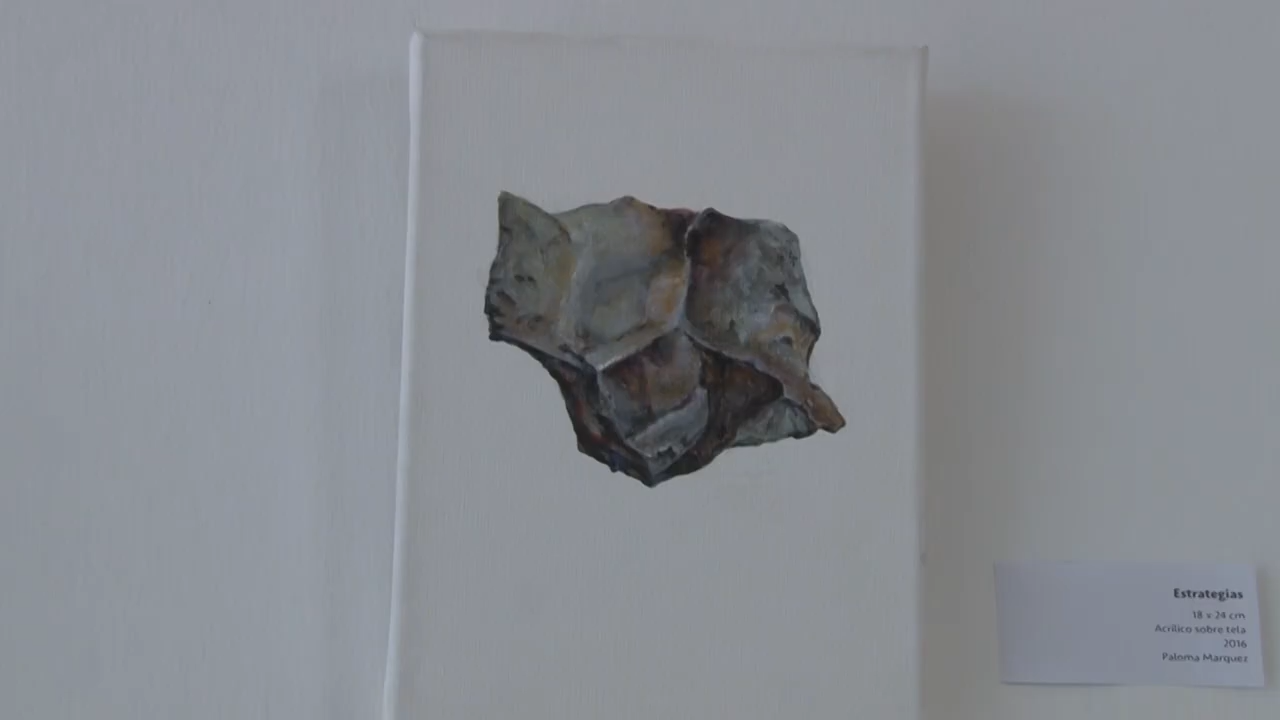 Estrategias
18 x 24 cm
Acrílico sobre tela
2016
Paloma Marquez